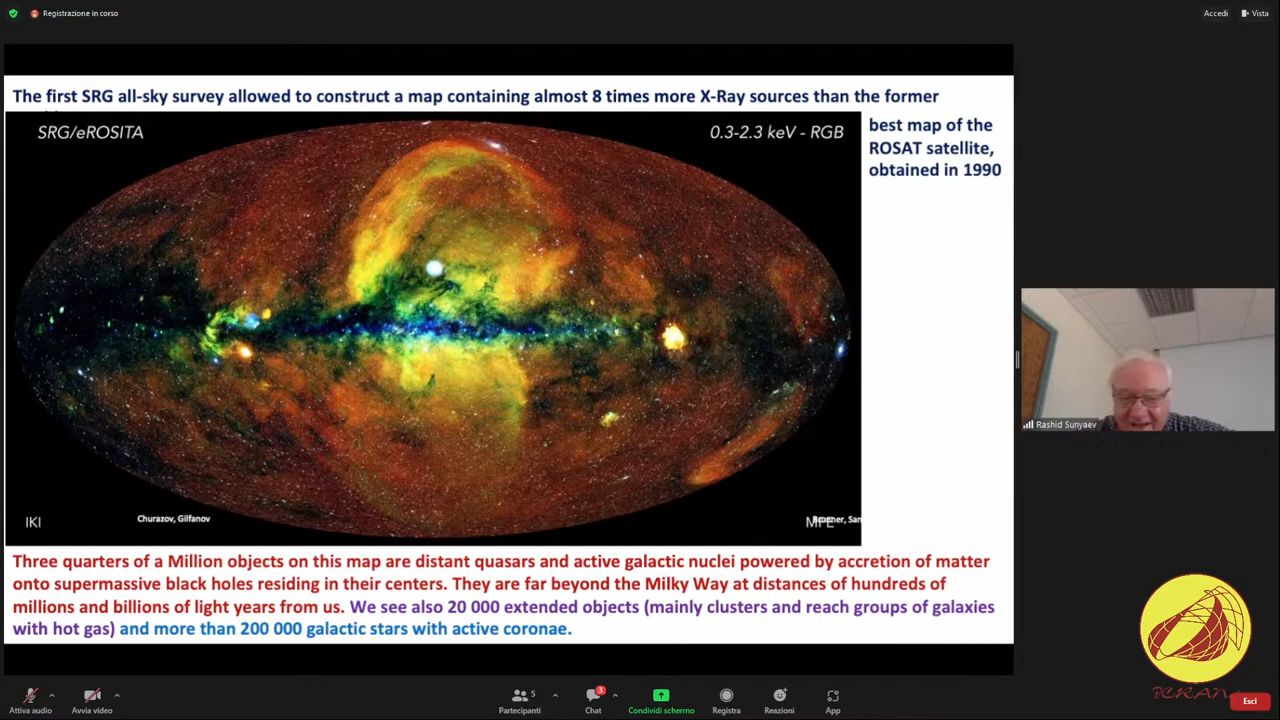 Registrazione in corso
Accedi
Vista
The first SRG all-sky survey allowed to construct a map containing almost 8 times more X-Ray sources than the former
best map of the
ROSAT satellite,
obtained in 1990
SRG/eROSITA
0.3-2.3 keV - RGB
IKI
Churazov, Gilfanov
MPE
Brunner, San
Three quarters of a Million objects on this map are distant quasars and active galactic nuclei powered by accretion of matter
onto supermassive black holes residing in their centers. They are far beyond the Milky Way at distances of hundreds of
millions and billions of light years from us. We see also 20 000 extended objects (mainly clusters and reach groups of galaxies
with hot gas) and more than 200 000 galactic stars with active coronae.
Rashid Sunyaev
ICRANet
Attiva audio
Avvia video
5
Partecipanti
3
Chat
Condividi schermo
Registra
Reazioni
App
Esci